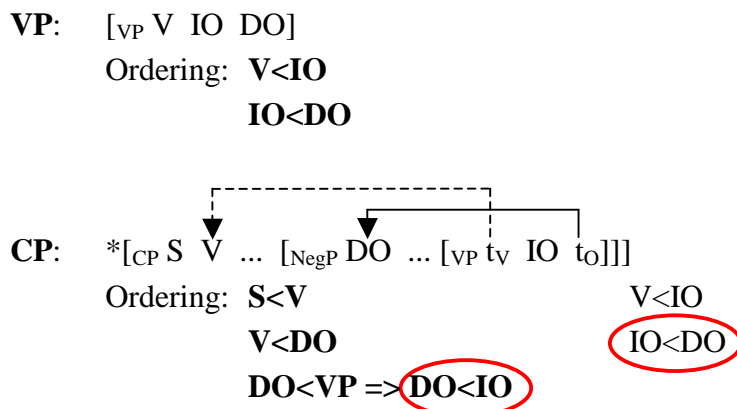 VP: [VP V IO DO]
Ordering: V<IO
IO<DO
CP: *[CP S V ... [NegP DO ... [VP tV IO tO]]]
Ordering: S<V V<IO
V<DO IO<DO
DO<VP => DO<IO